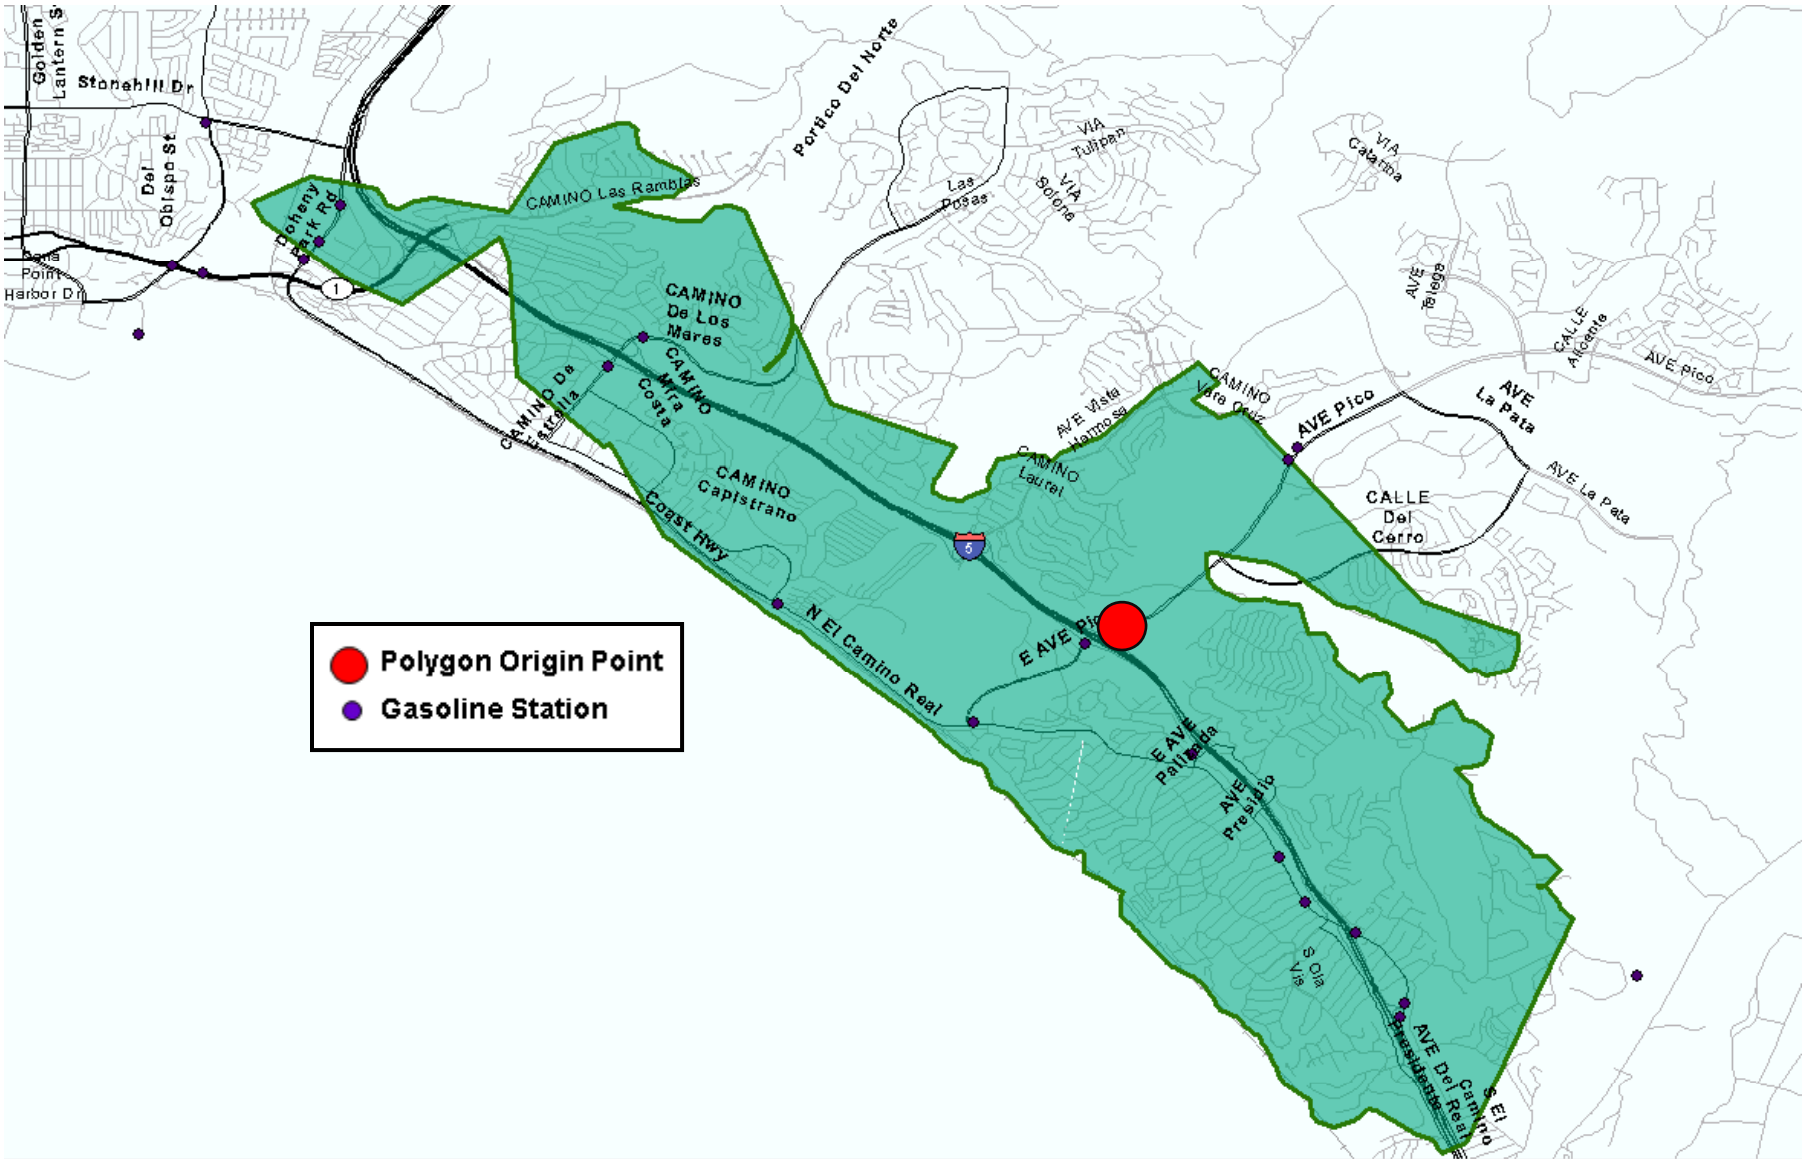 Golden
Lantern S
Stonehill Dr
Del
Obispo St
Doheny
Park Rd
Dana
Point
Harbor Dr
1
CAMINO Las Ramblas
Portico Del Norte
VIA
Tulipan
Las
Posas
VIA
Solona
VIA
Catarina
AVE
Talega
CALLE
Alicante
AVE Pico
AVE
La Pata
AVE Pico
AVE La Pata
CALLE
Del
Cerro
CAMINO
Vera Cruz
AVE Vista
Hermosa
CAMINO
Laurel
CAMINO
De Los
Mares
CAMINO
Mira
Costa
CAMINO De
Estrella
CAMINO
Capistrano
Coast Hwy
5
N El Camino Real
E AVE Pico
E AVE
Palizada
AVE
Presidio
S Ola
Vis
AVE Del
Presidente
S El
Camino
Real
Polygon Origin Point
Gasoline Station